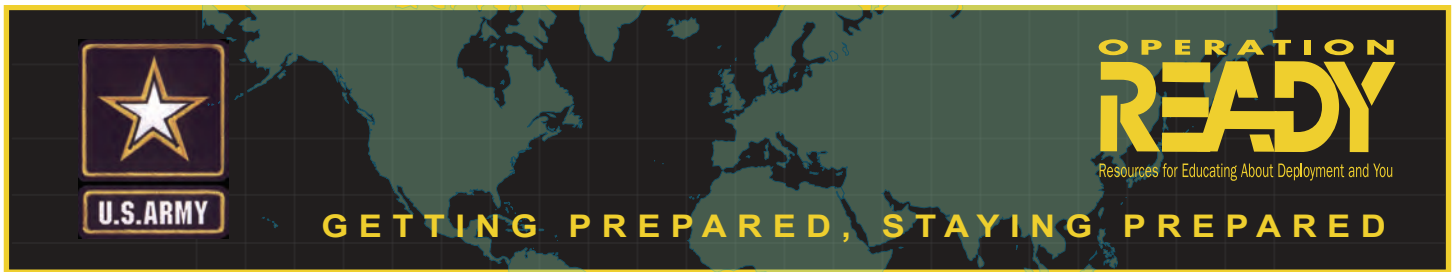 OPERATION
READY
Resources for Educating About Deployment and You
U.S.ARMY
GETTING PREPARED, STAYING PREPARED